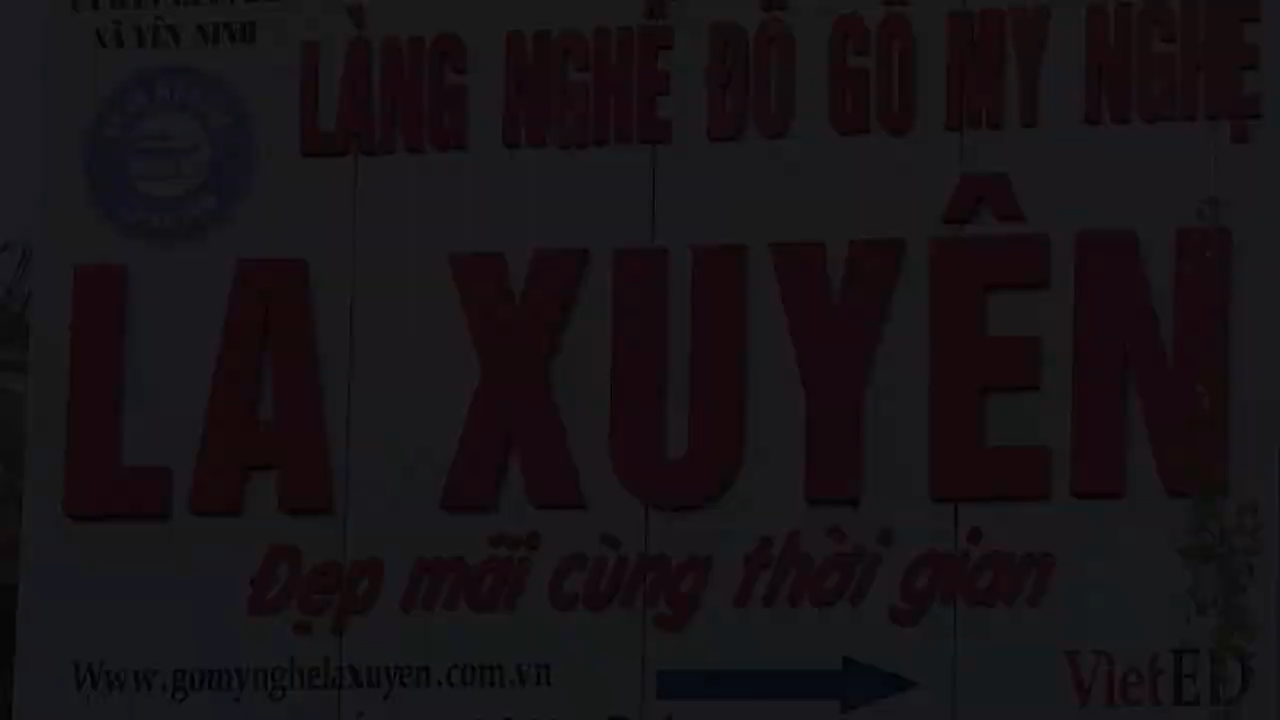 XÃ YÊN NINH
LÀNG NGHỀ ĐỒ GỖ MỸ NGHỆ
LA XUYÊN
Đẹp mãi cùng thời gian
Www.gomynghelaxuyen.com.vn
VietED